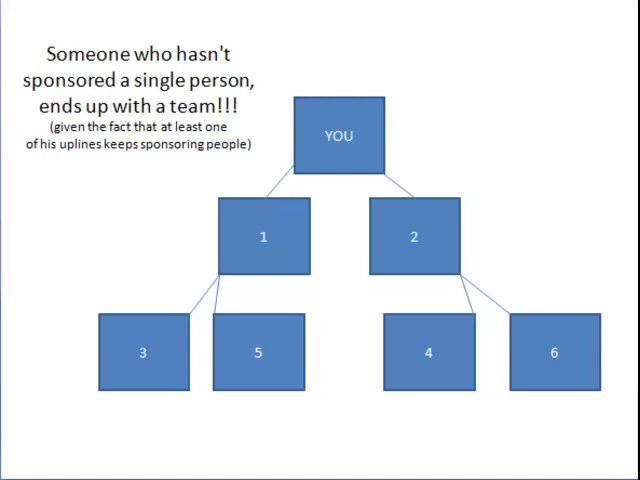 Someone who hasn't
sponsored a single person,
ends up with a team!!!
(given the fact that at least one
of his uplines keeps sponsoring people)
YOU
1
2
3
5
4
6